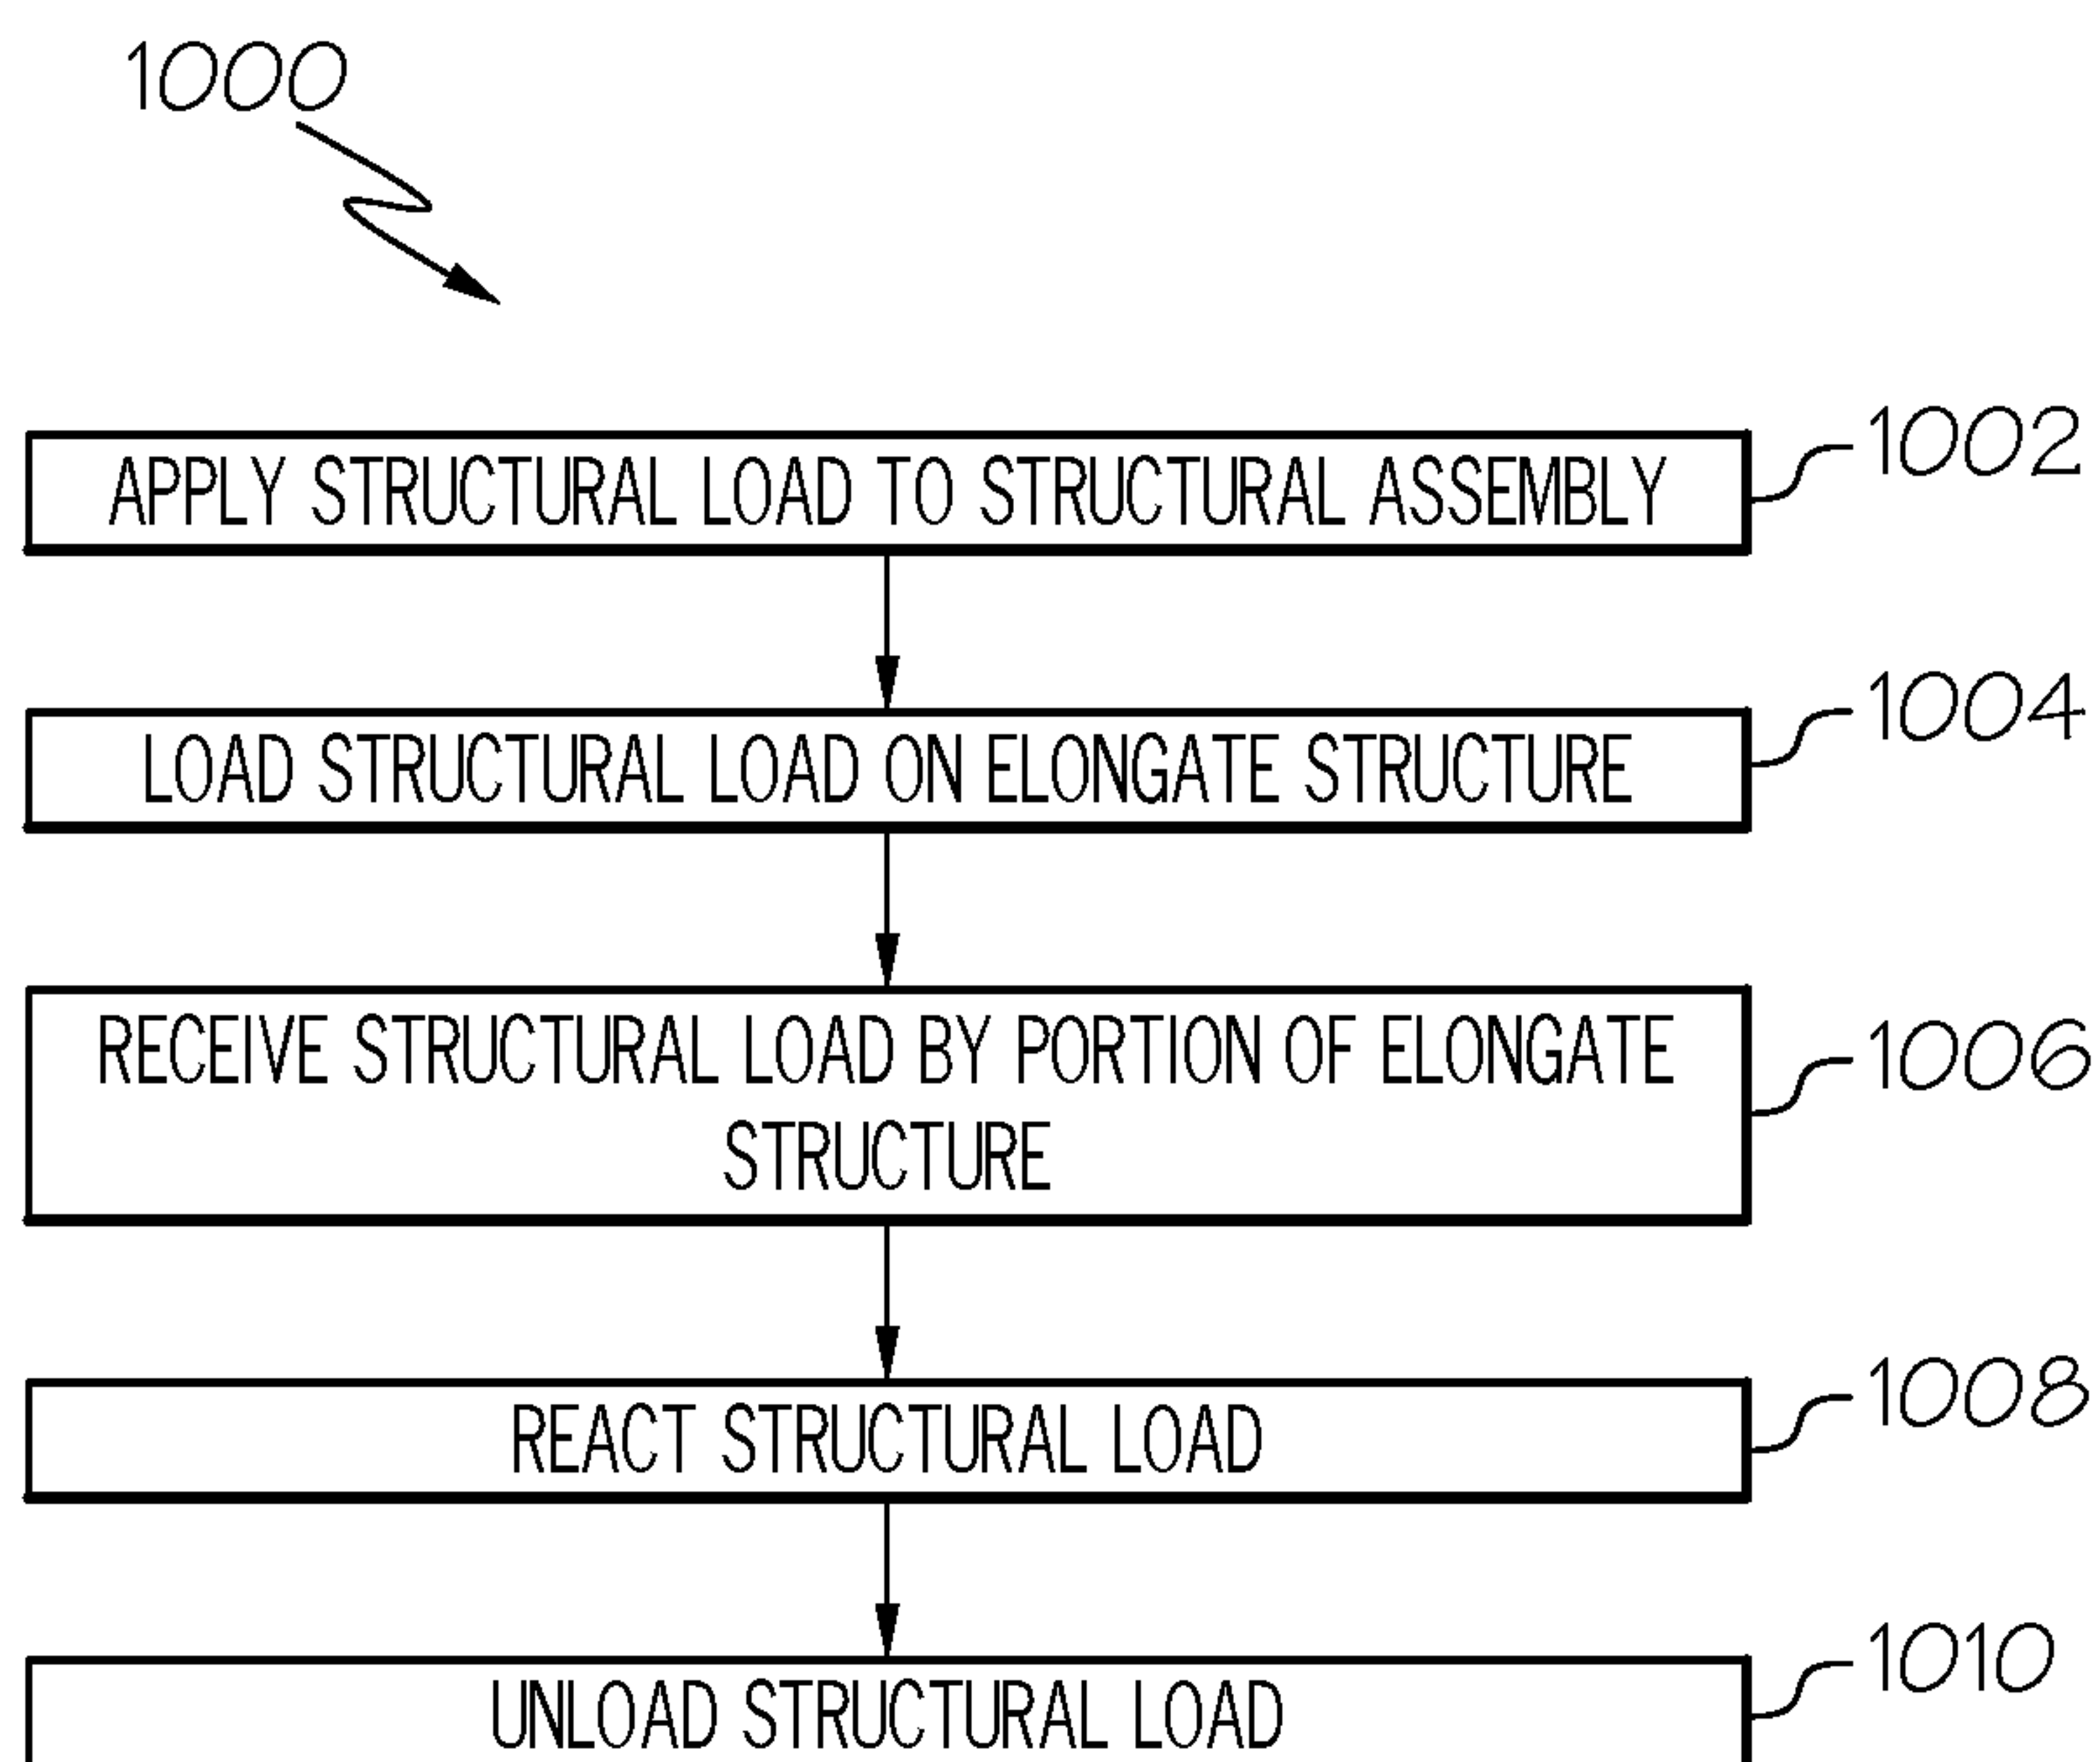 1000
APPLY STRUCTURAL LOAD TO STRUCTURAL ASSEMBLY
1002
LOAD STRUCTURAL LOAD ON ELONGATE STRUCTURE
1004
RECEIVE STRUCTURAL LOAD BY PORTION OF ELONGATE
STRUCTURE
1006
REACT STRUCTURAL LOAD
1008
UNLOAD STRUCTURAL LOAD
1010